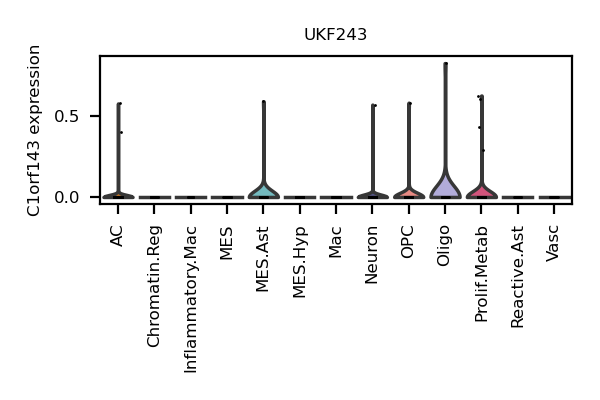 UKF243
C1orf143 expression
0.5
0.0
AC
Chromatin.Reg
Inflammatory.Mac
MES
MES.Ast
MES.Hyp
Mac
Neuron
OPC
Oligo
Prolif.Metab
Reactive.Ast
Vasc